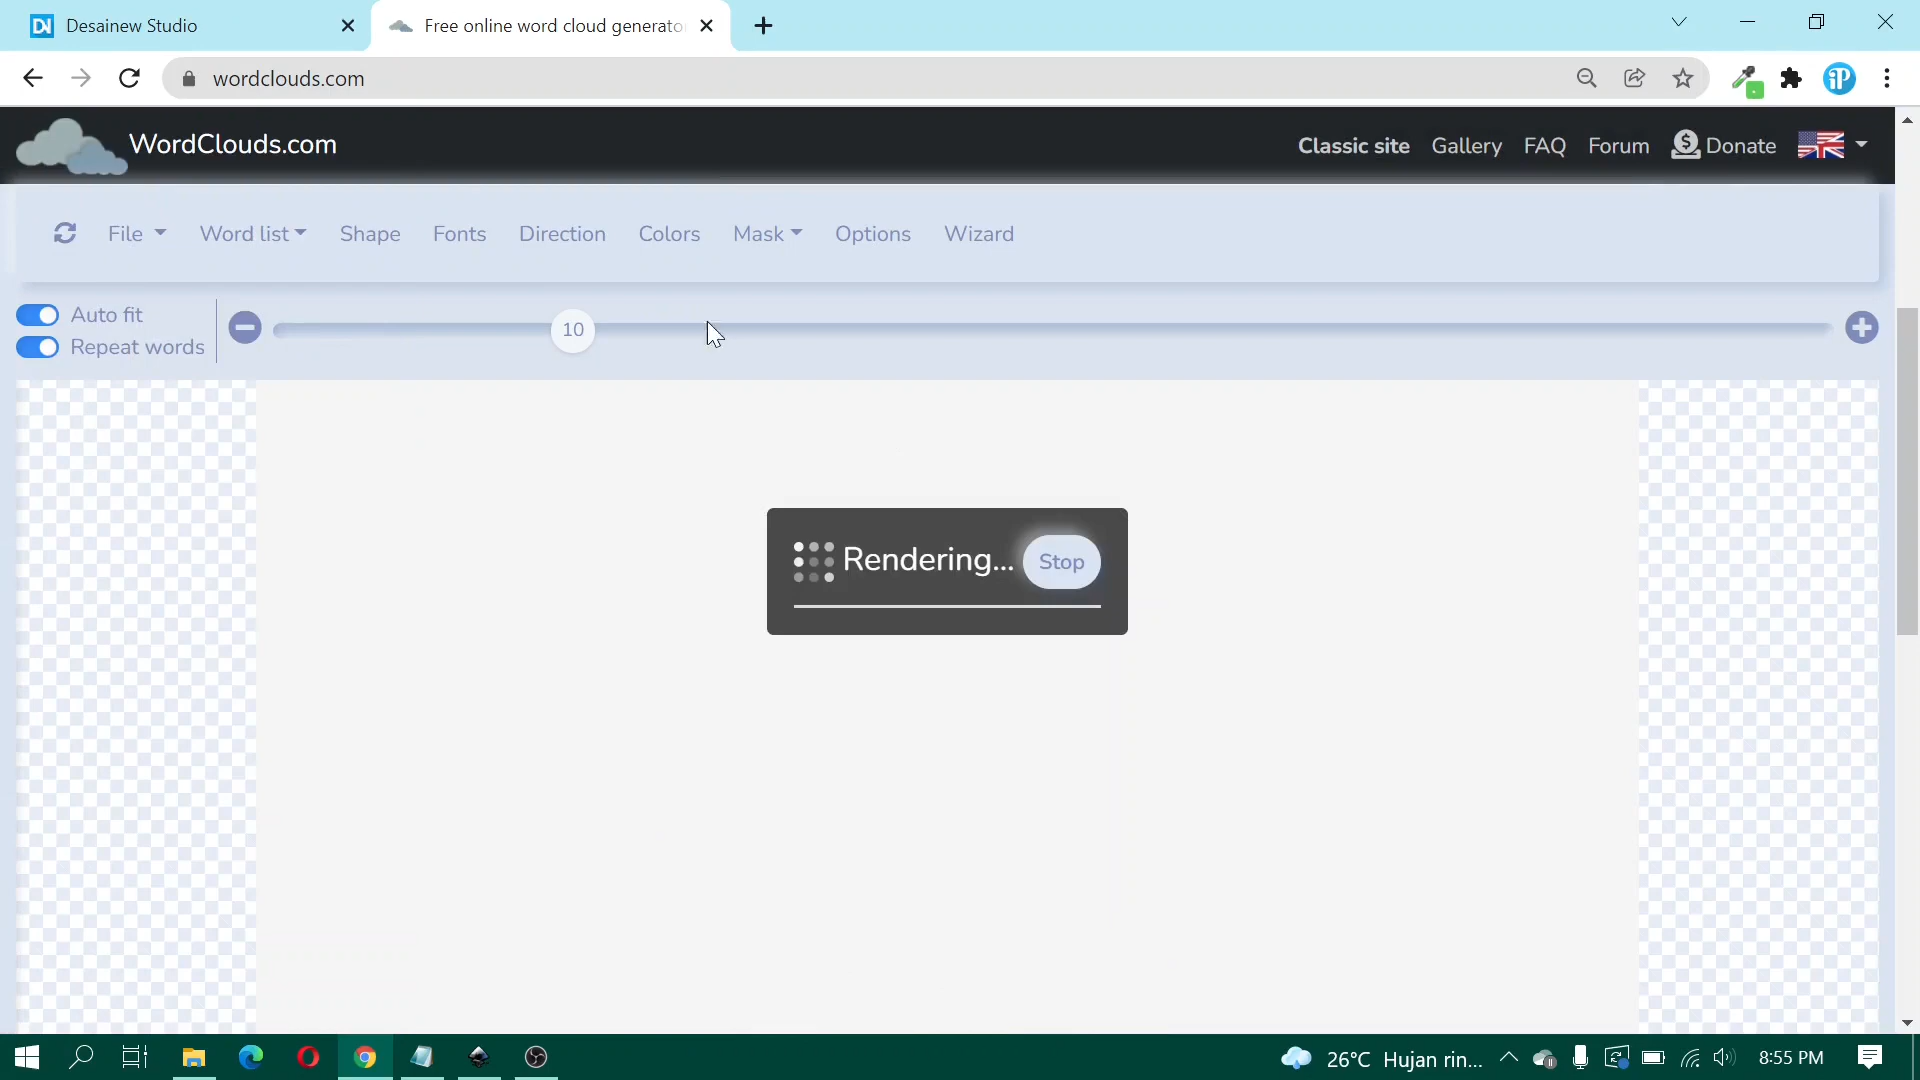 Desainew Studio
Free online word cloud generato
wordclouds.com
WordClouds.com
Classic site Gallery FAQ Forum Donate
File Word list Shape Fonts Direction Colors Mask Options Wizard
Auto fit
Repeat words
10
Rendering... Stop
26°C Hujan rin... 8:55 PM